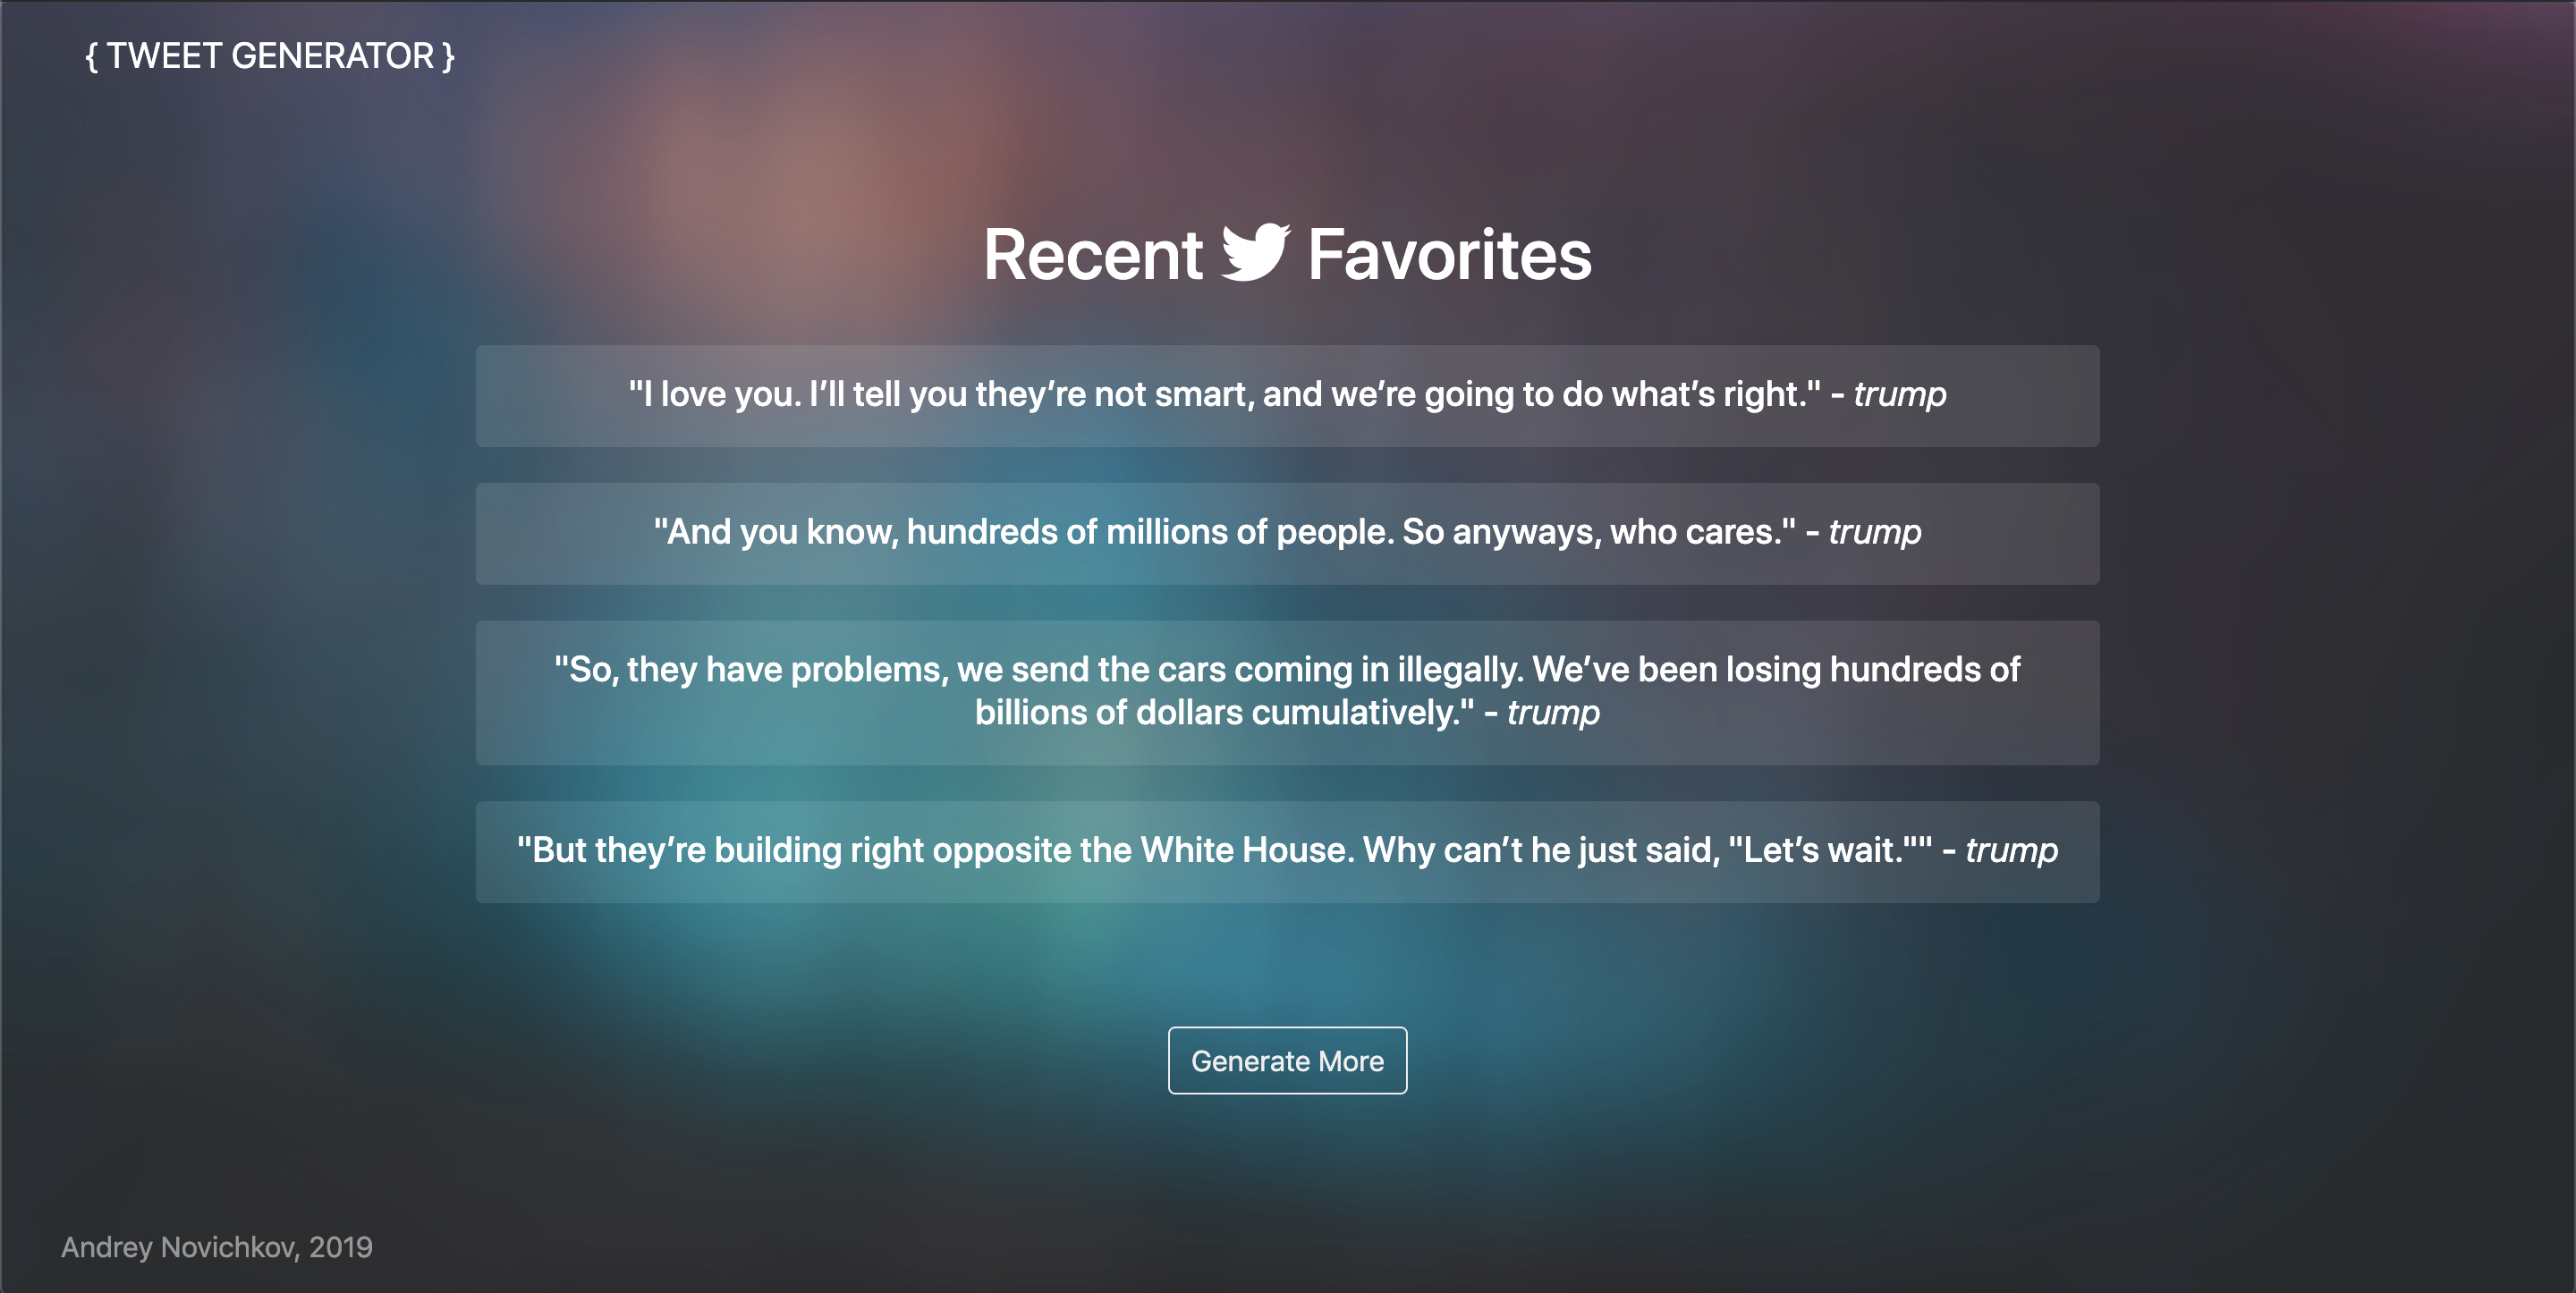 { TWEET GENERATOR }
Recent Favorites
"I love you. I’ll tell you they’re not smart, and we’re going to do what’s right." - trump
"And you know, hundreds of millions of people. So anyways, who cares." - trump
"So, they have problems, we send the cars coming in illegally. We’ve been losing hundreds of
billions of dollars cumulatively." - trump
"But they’re building right opposite the White House. Why can’t he just said, "Let’s wait."" - trump
Generate More
Andrey Novichkov, 2019